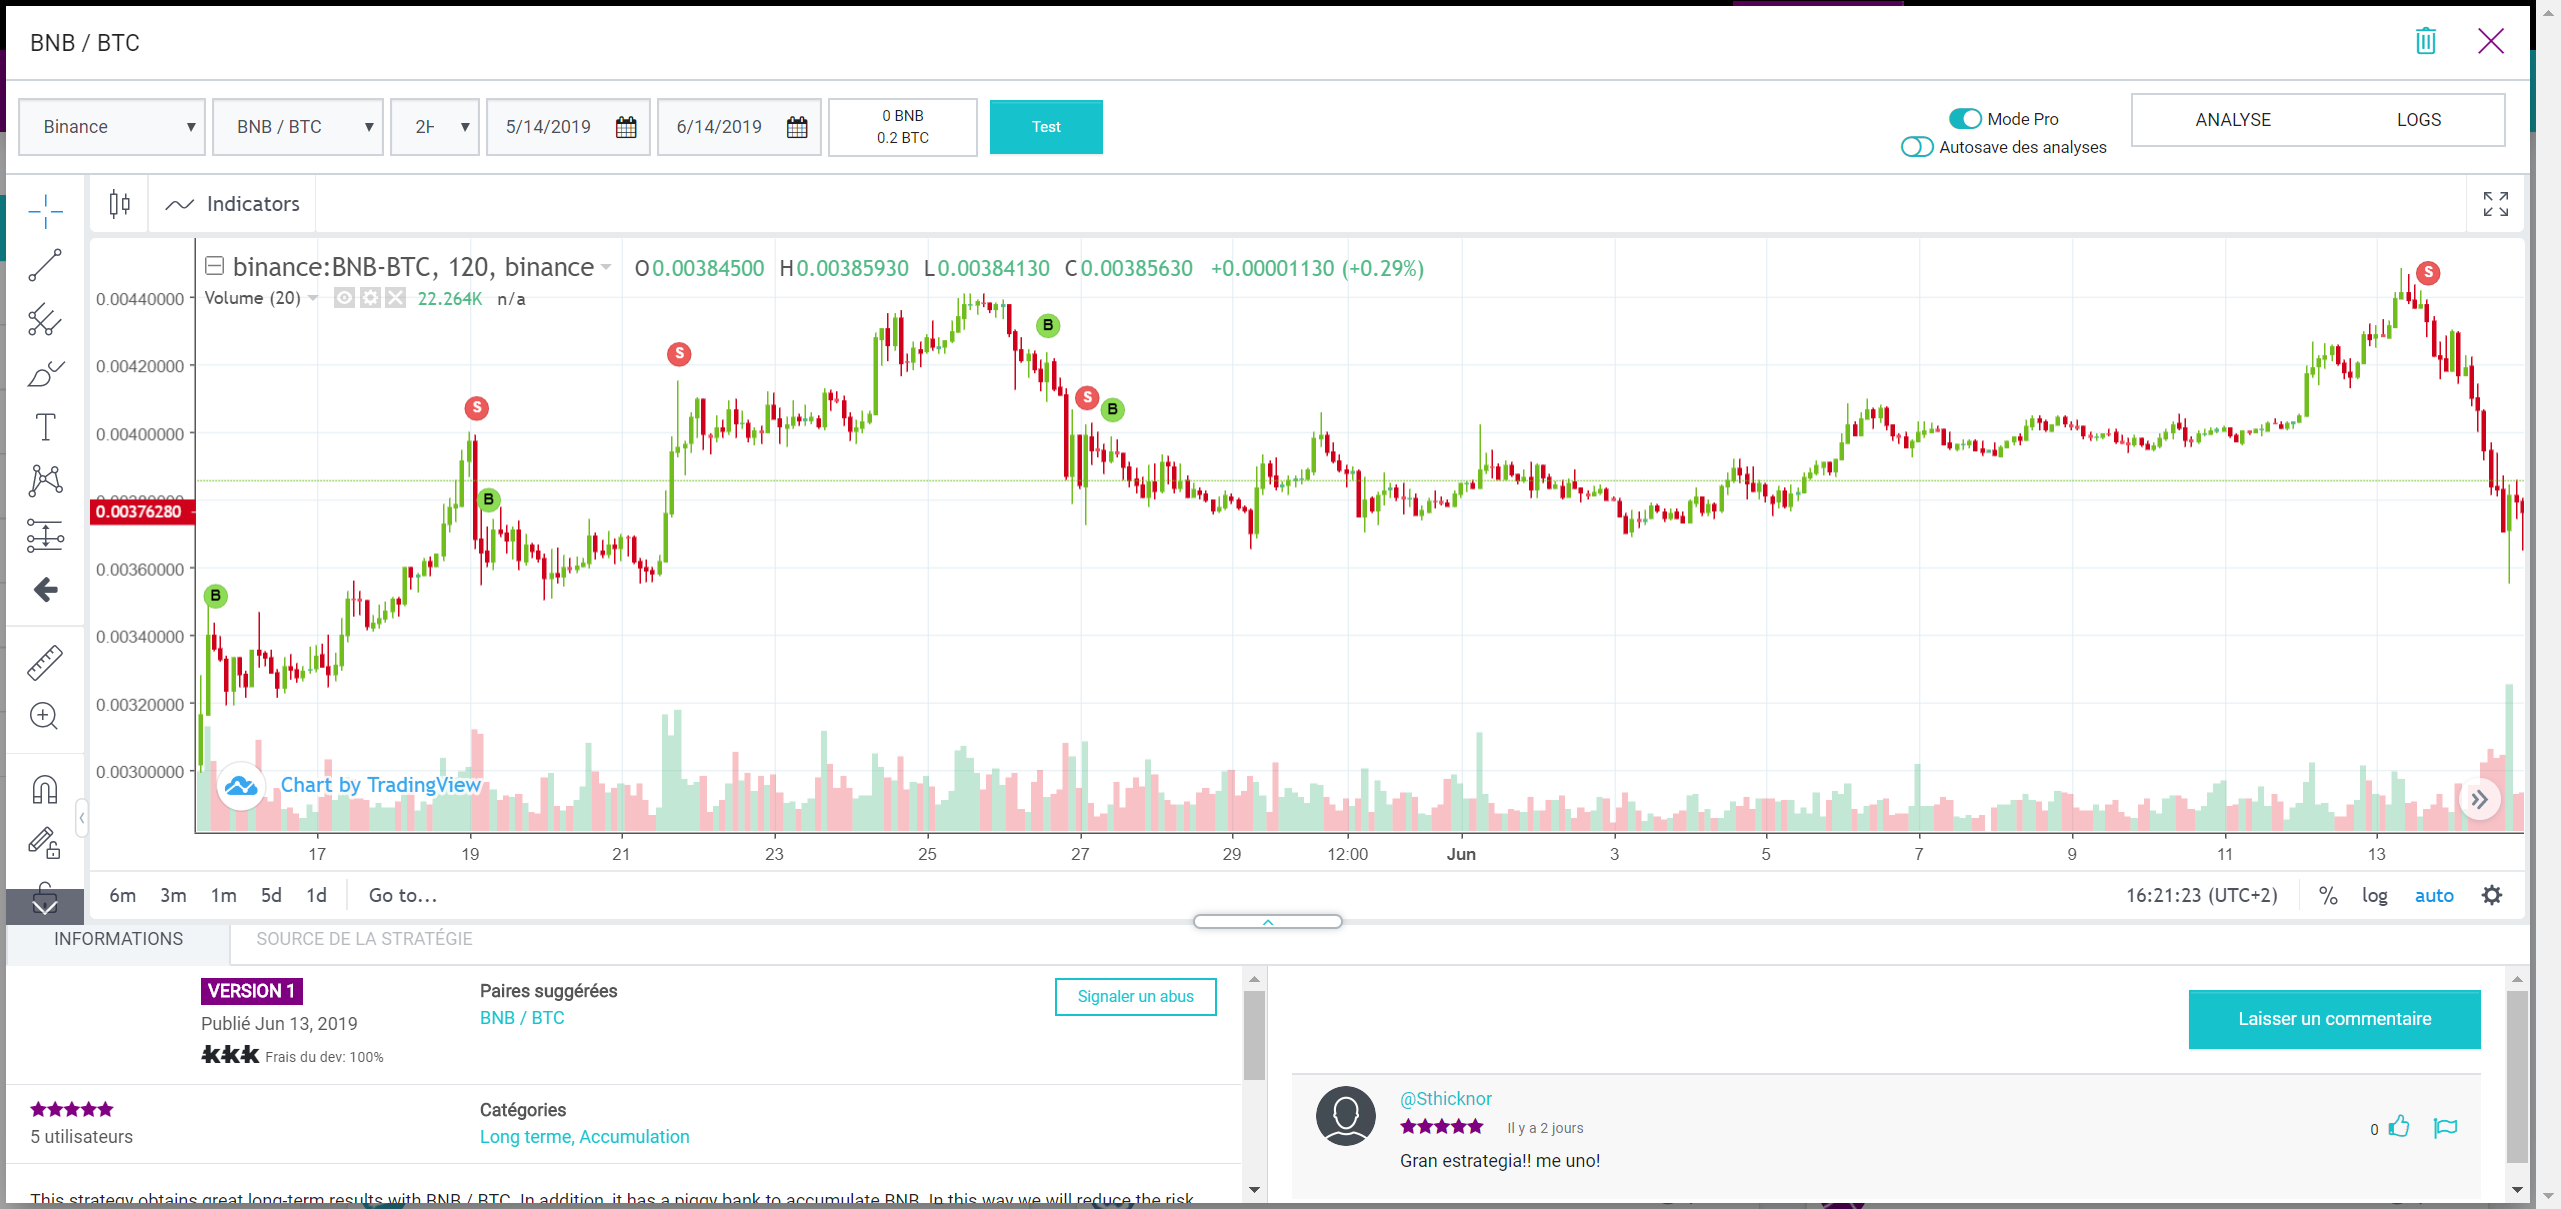 BNB / BTC
Binance
BNB / BTC
5/14/2019
6/14/2019
0 BNB
0.2 BTC
Test
Mode Pro
Autosave des analyses
ANALYSE
LOGS
Indicators
binance:BNB-BTC, 120, binance O0.00384500 H0.00385930 L0.00384130 C0.00385630 +0.00001130 (+0.29%)
Volume (20) 22.264K n/a
0.00440000
0.00420000
0.00400000
0.00376280
0.00360000
0.00340000
0.00320000
0.00300000
B
S
B
S
B
S
B
S
Chart by TradingView
17 19 21 23 25 27 29 12:00 Jun 3 5 7 9 11 13
6m 3m 1m 5d 1d Go to...
16:21:23 (UTC+2) % log auto
INFORMATIONS
SOURCE DE LA STRATÉGIE
VERSION 1
Publié Jun 13, 2019
Frais du dev: 100%
Paires suggérées
BNB / BTC
Signaler un abus
5 utilisateurs
Catégories
Long terme, Accumulation
This strategy obtains great long-term results with BNB / BTC. In addition, it has a piggy bank to accumulate BNB. In this way we will reduce the risk
Laisser un commentaire
@Sthicknor
Il y a 2 jours
0
Gran estrategia!! me uno!